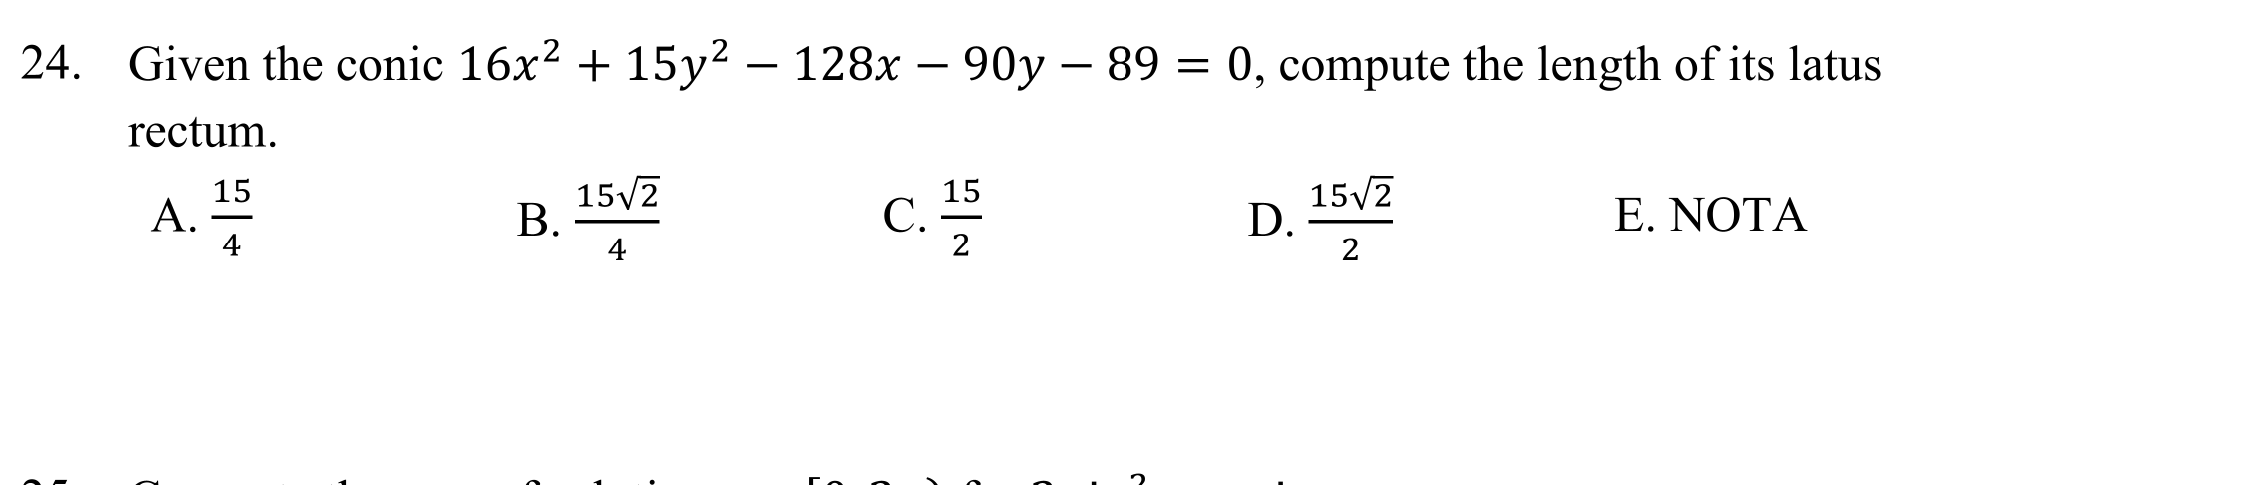 24. Given the conic 16x² + 15y² − 128x − 90y − 89 = 0, compute the length of its latus
rectum.
A. 15/4 B. 15√2/4 C. 15/2 D. 15√2/2 E. NOTA